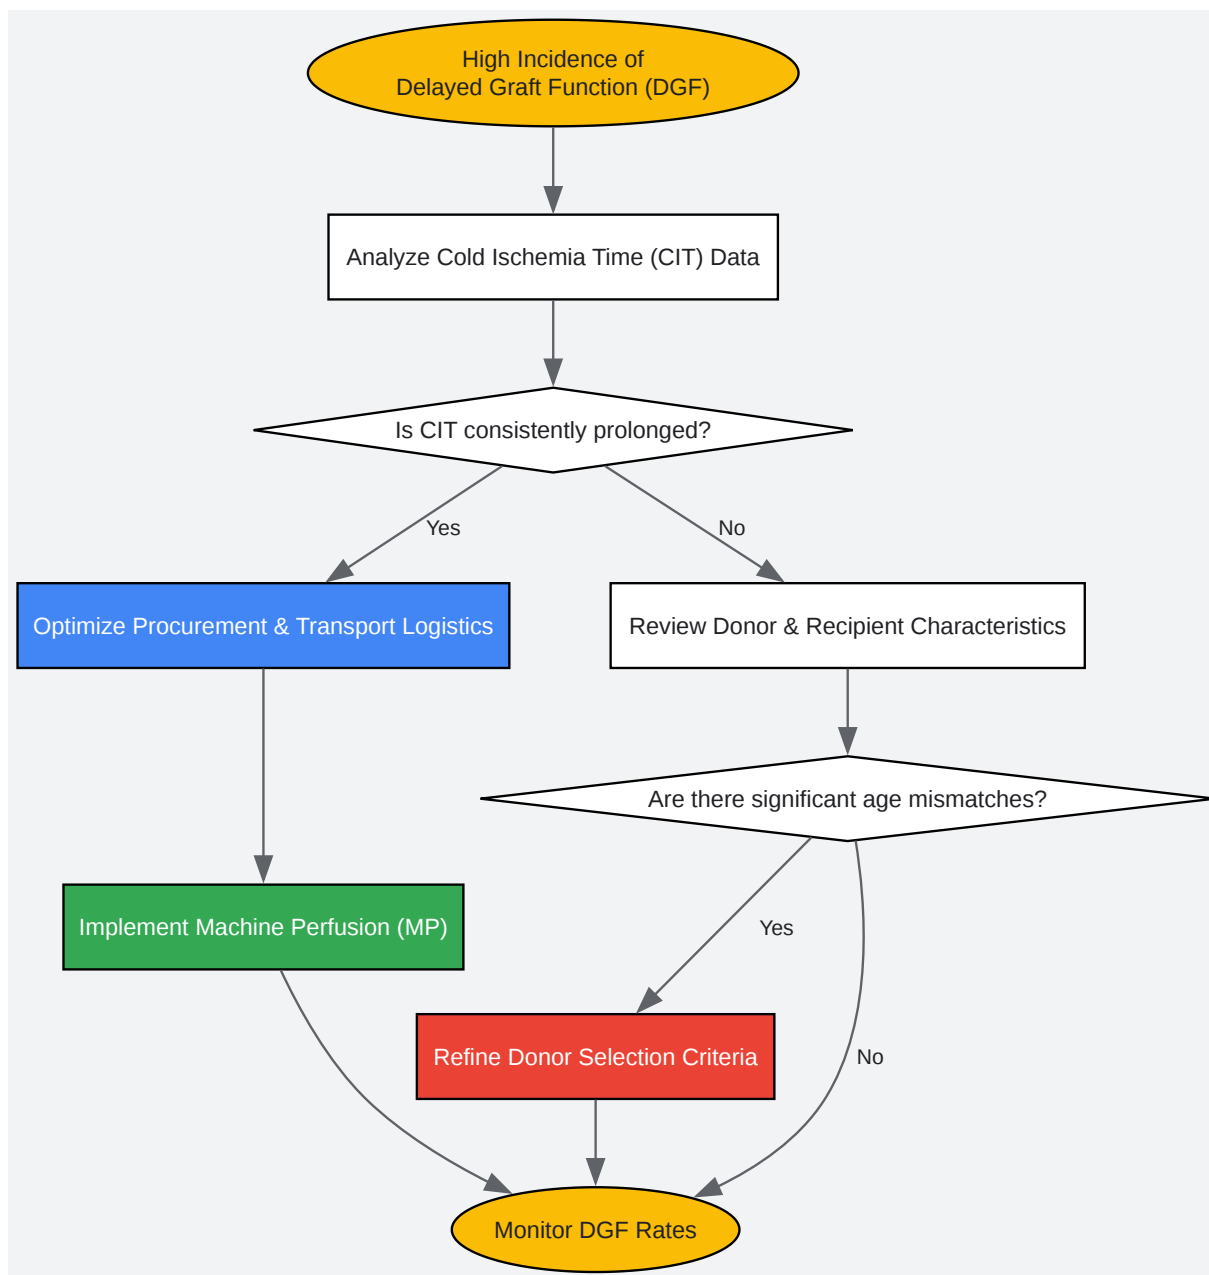 High Incidence of
Delayed Graft Function (DGF)
Analyze Cold Ischemia Time (CIT) Data
Is CIT consistently prolonged?
Yes
No
Optimize Procurement & Transport Logistics
Review Donor & Recipient Characteristics
Are there significant age mismatches?
Implement Machine Perfusion (MP)
Yes
Refine Donor Selection Criteria
No
Monitor DGF Rates